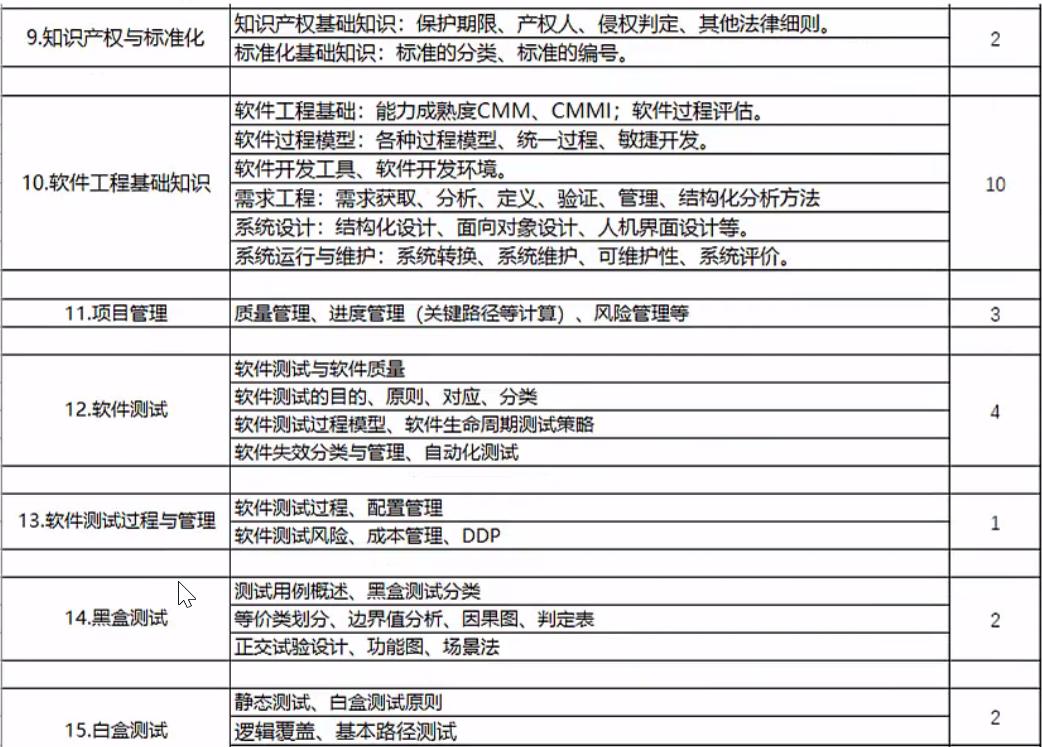 9.知识产权与标准化
知识产权基础知识：保护期限、产权人、侵权判定、其他法律细则。
标准化基础知识：标准的分类、标准的编号。
2
10.软件工程基础知识
软件工程基础：能力成熟度CMM、CMMI；软件过程评估。
软件过程模型：各种过程模型、统一过程、敏捷开发。
软件开发工具、软件开发环境。
需求工程：需求获取、分析、定义、验证、管理、结构化分析方法
系统设计：结构化设计、面向对象设计、人机界面设计等。
系统运行与维护：系统转换、系统维护、可维护性、系统评价。
10
11.项目管理
质量管理、进度管理（关键路径等计算）、风险管理等
3
12.软件测试
软件测试与软件质量
软件测试的目的、原则、对应、分类
软件测试过程模型、软件生命周期测试策略
软件失效分类与管理、自动化测试
4
13.软件测试过程与管理
软件测试过程、配置管理
软件测试风险、成本管理、DDP
1
14.黑盒测试
测试用例概述、黑盒测试分类
等价类划分、边界值分析、因果图、判定表
正交试验设计、功能图、场景法
2
15.白盒测试
静态测试、白盒测试原则
逻辑覆盖、基本路径测试
2